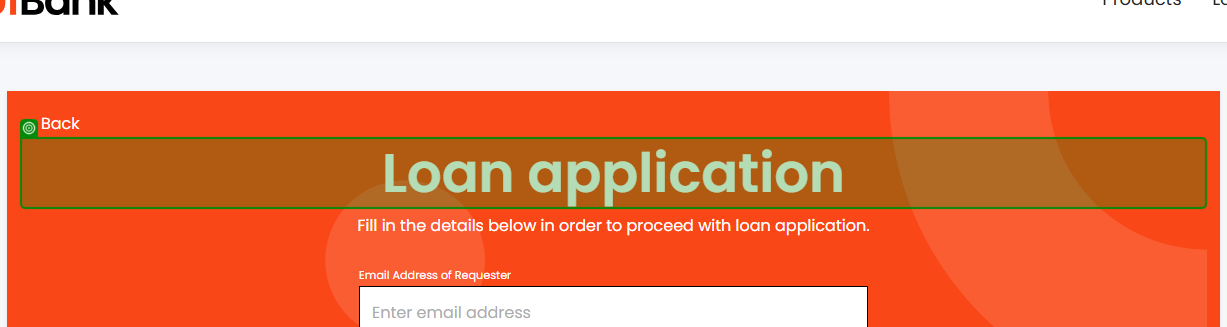 Bank
Products
Back
Loan application
Fill in the details below in order to proceed with loan application.
Email Address of Requester
Enter email address